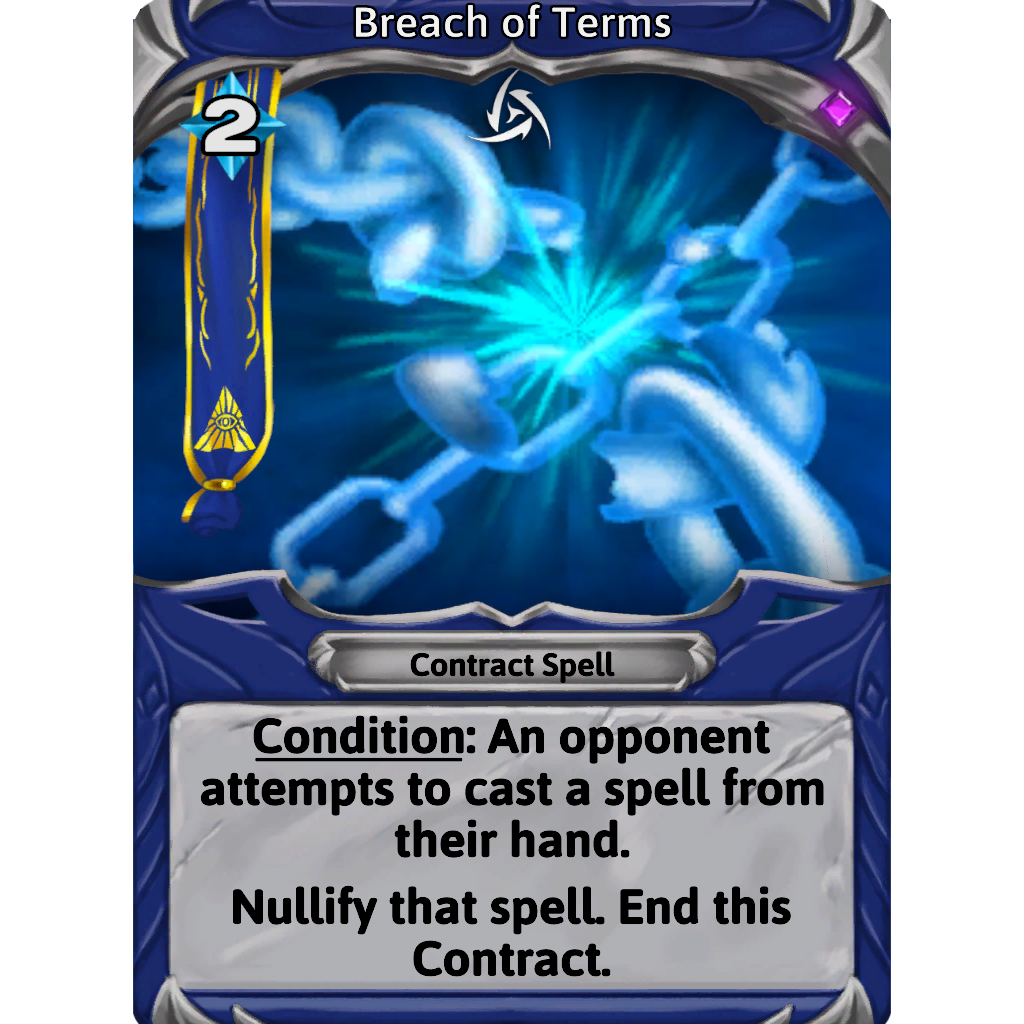 Breach of Terms
2
Contract Spell
Condition: An opponent
attempts to cast a spell from
their hand.
Nullify that spell. End this
Contract.